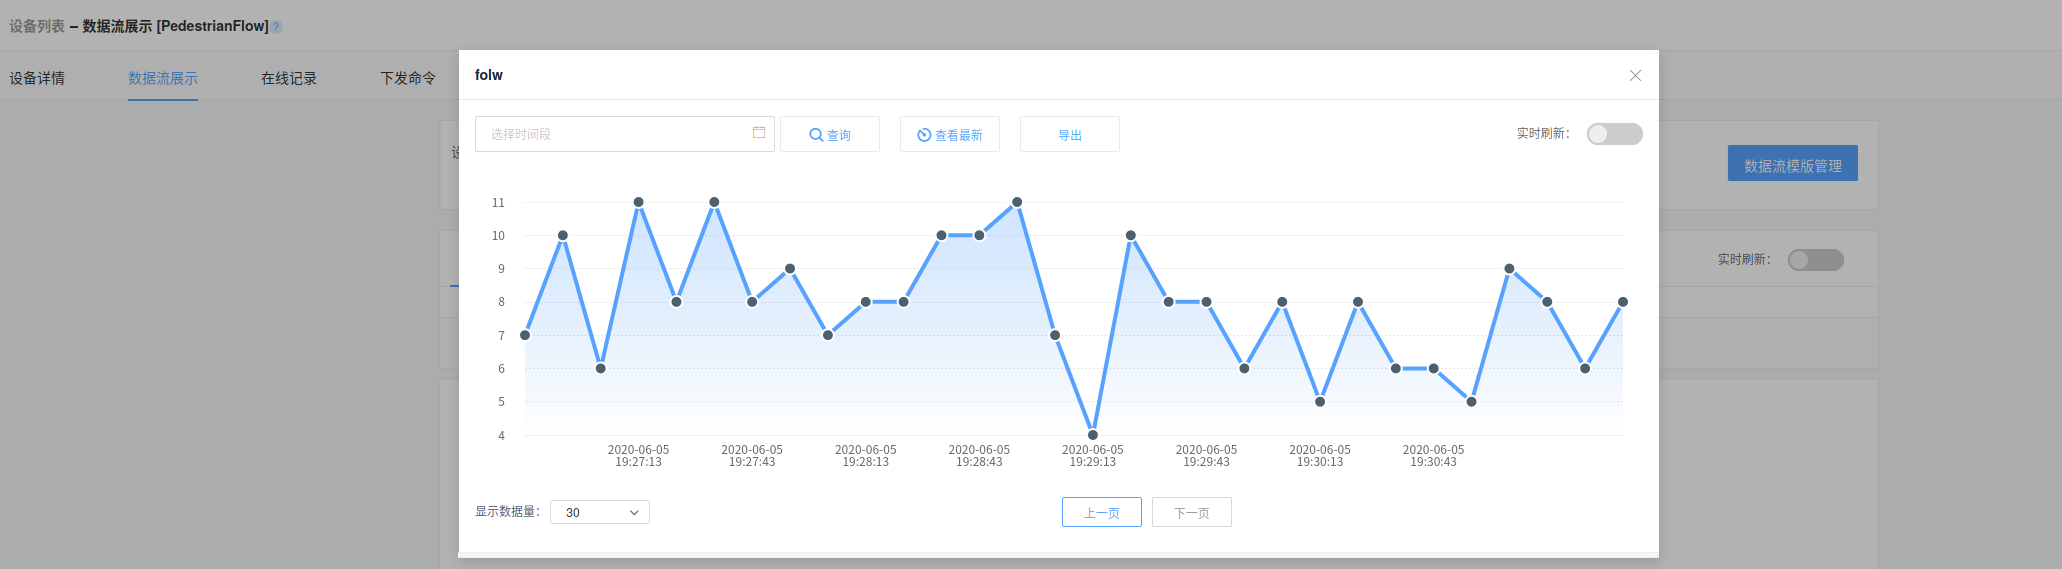 设备列表 – 数据流展示 [PedestrianFlow] ?
设备详情 数据流展示 在线记录 下发命令
folw
选择时间段 查询 查看最新 导出 实时刷新：
数据流模版管理
实时刷新：
11
10
9
8
7
6
5
4
2020-06-05 2020-06-05 2020-06-05 2020-06-05 2020-06-05 2020-06-05 2020-06-05 2020-06-05
19:27:13 19:27:43 19:28:13 19:28:43 19:29:13 19:29:43 19:30:13 19:30:43
显示数据量： 30 上一页 下一页